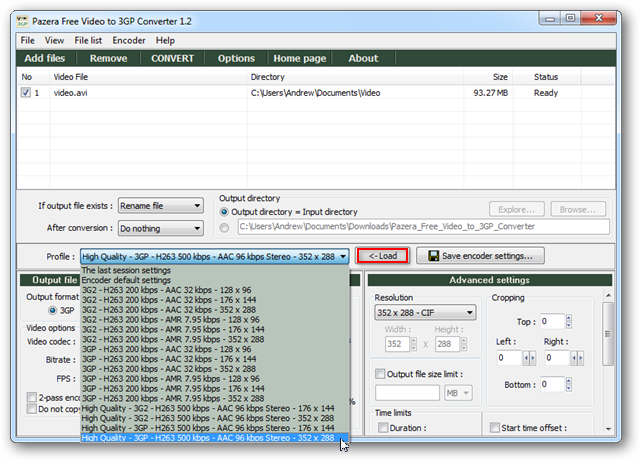 Pazera Free Video to 3GP Converter 1.2
File View File list Encoder Help
Add files Remove CONVERT Options Home page About
No Video File Directory Size Status
1 video.avi C:\Users\Andrew\Documents\Video 93.27 MB Ready
Output directory
If output file exists : Rename file Output directory = Input directory Explore... Browse...
After conversion : Do nothing C:\Users\Andrew\Documents\Downloads\Pazera_Free_Video_to_3GP_Converter
Profile : High Quality - 3GP - H263 500 kbps - AAC 96 kbps Stereo - 352 x 288 <- Load Save encoder settings...
The last session settings
Encoder default settings
3G2 - H263 200 kbps - AAC 32 kbps - 128 x 96
3G2 - H263 200 kbps - AAC 32 kbps - 176 x 144
3G2 - H263 200 kbps - AAC 32 kbps - 352 x 288
3G2 - H263 200 kbps - AMR 7.95 kbps - 128 x 96
3G2 - H263 200 kbps - AMR 7.95 kbps - 176 x 144
3G2 - H263 200 kbps - AMR 7.95 kbps - 352 x 288
3GP - H263 200 kbps - AAC 32 kbps - 128 x 96
3GP - H263 200 kbps - AAC 32 kbps - 176 x 144
3GP - H263 200 kbps - AAC 32 kbps - 352 x 288
3GP - H263 200 kbps - AMR 7.95 kbps - 128 x 96
3GP - H263 200 kbps - AMR 7.95 kbps - 176 x 144
3GP - H263 200 kbps - AMR 7.95 kbps - 352 x 288
High Quality - 3G2 - H263 500 kbps - AAC 96 kbps Stereo - 176 x 144
High Quality - 3G2 - H263 500 kbps - AAC 96 kbps Stereo - 352 x 288
High Quality - 3GP - H263 500 kbps - AAC 96 kbps Stereo - 176 x 144
High Quality - 3GP - H263 500 kbps - AAC 96 kbps Stereo - 352 x 288
Output file
Output format
3GP
Video options
Video codec :
Bitrate :
FPS :
2-pass enco
Do not copy
%
Advanced settings
Resolution
352 x 288 - CIF
Width : Height :
352 x 288
Output file size limit :
MB
Time limits
Duration :
Cropping
Top : 0
Left : Right :
0 0
Bottom : 0
Start time offset :